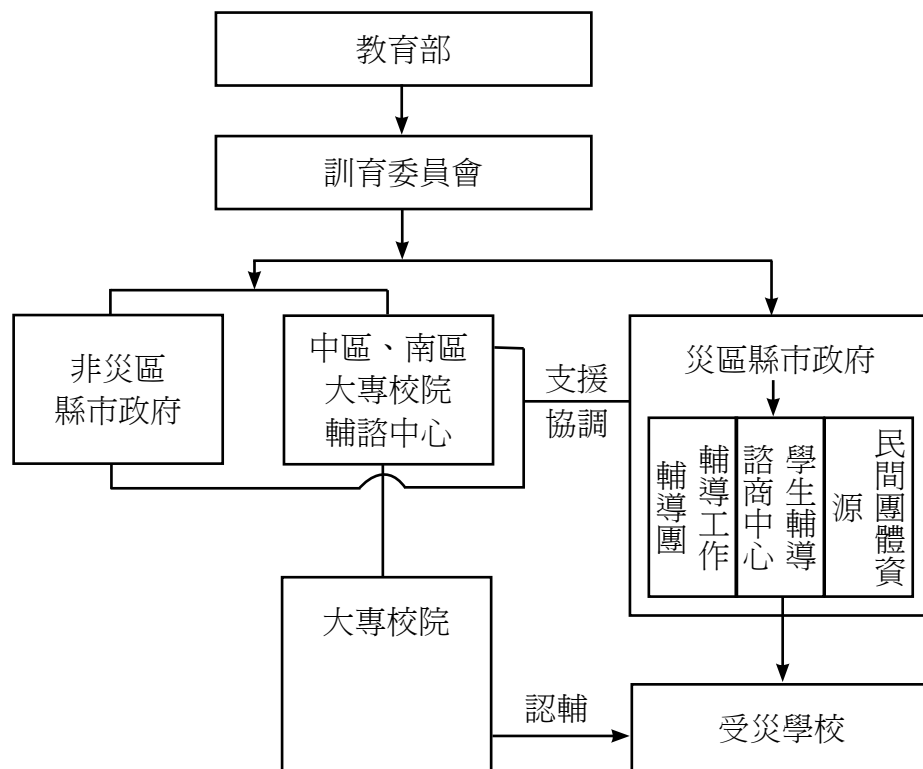 教育部
訓育委員會
非災區
縣市政府
中區、南區
大專校院
輔諮中心
支援
協調
災區縣市政府
輔導工作
輔導團
學生輔導
諮商中心
民間團體資
源
大專校院
認輔
受災學校